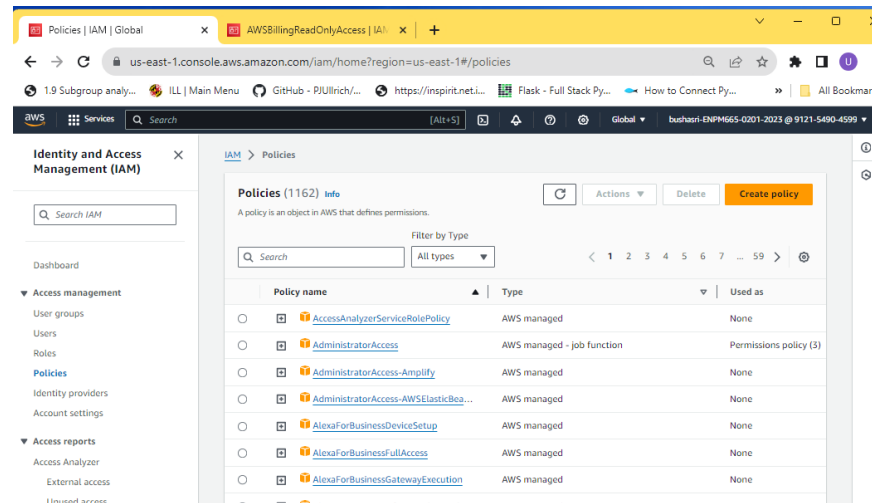 Policies | IAM | Global
AWSBillingReadOnlyAccess | IAM
us-east-1.console.aws.amazon.com/iam/home?region=us-east-1#/policies
U
1.9 Subgroup analy...
ILL | Main Menu
GitHub - PJUllrich/...
https://inspirit.net.i...
Flask - Full Stack Py...
How to Connect Py...
»
All Bookmar
aws
Services
Search
[Alt+S]
Global
bushasri-ENPM665-0201-2023 @ 9121-5490-4599
Identity and Access
Management (IAM)
Search IAM
Dashboard
Access management
User groups
Users
Roles
Policies
Identity providers
Account settings
Access reports
Access Analyzer
External access
Unused access
IAM > Policies
Policies (1162) Info
A policy is an object in AWS that defines permissions.
Actions
Delete
Create policy
Filter by Type
Search
All types
< 1 2 3 4 5 6 7 ... 59 >
Policy name Type Used as
AccessAnalyzerServiceRolePolicy AWS managed None
AdministratorAccess AWS managed - job function Permissions policy (3)
AdministratorAccess-Amplify AWS managed None
AdministratorAccess-AWSElasticBea... AWS managed None
AlexaForBusinessDeviceSetup AWS managed None
AlexaForBusinessFullAccess AWS managed None
AlexaForBusinessGatewayExecution AWS managed None